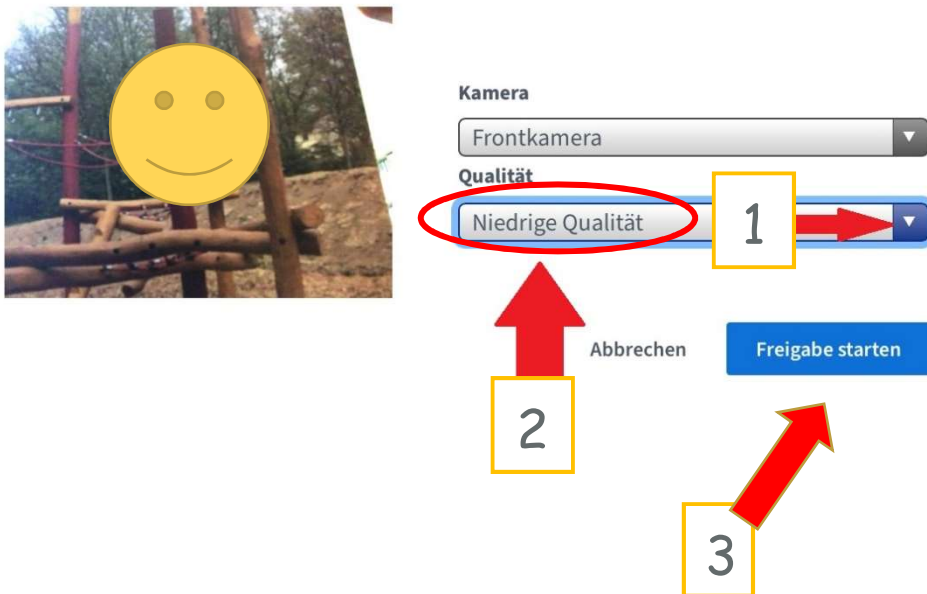 Kamera
Frontkamera
Qualität
Niedrige Qualität
1
Abbrechen
Freigabe starten
2
3